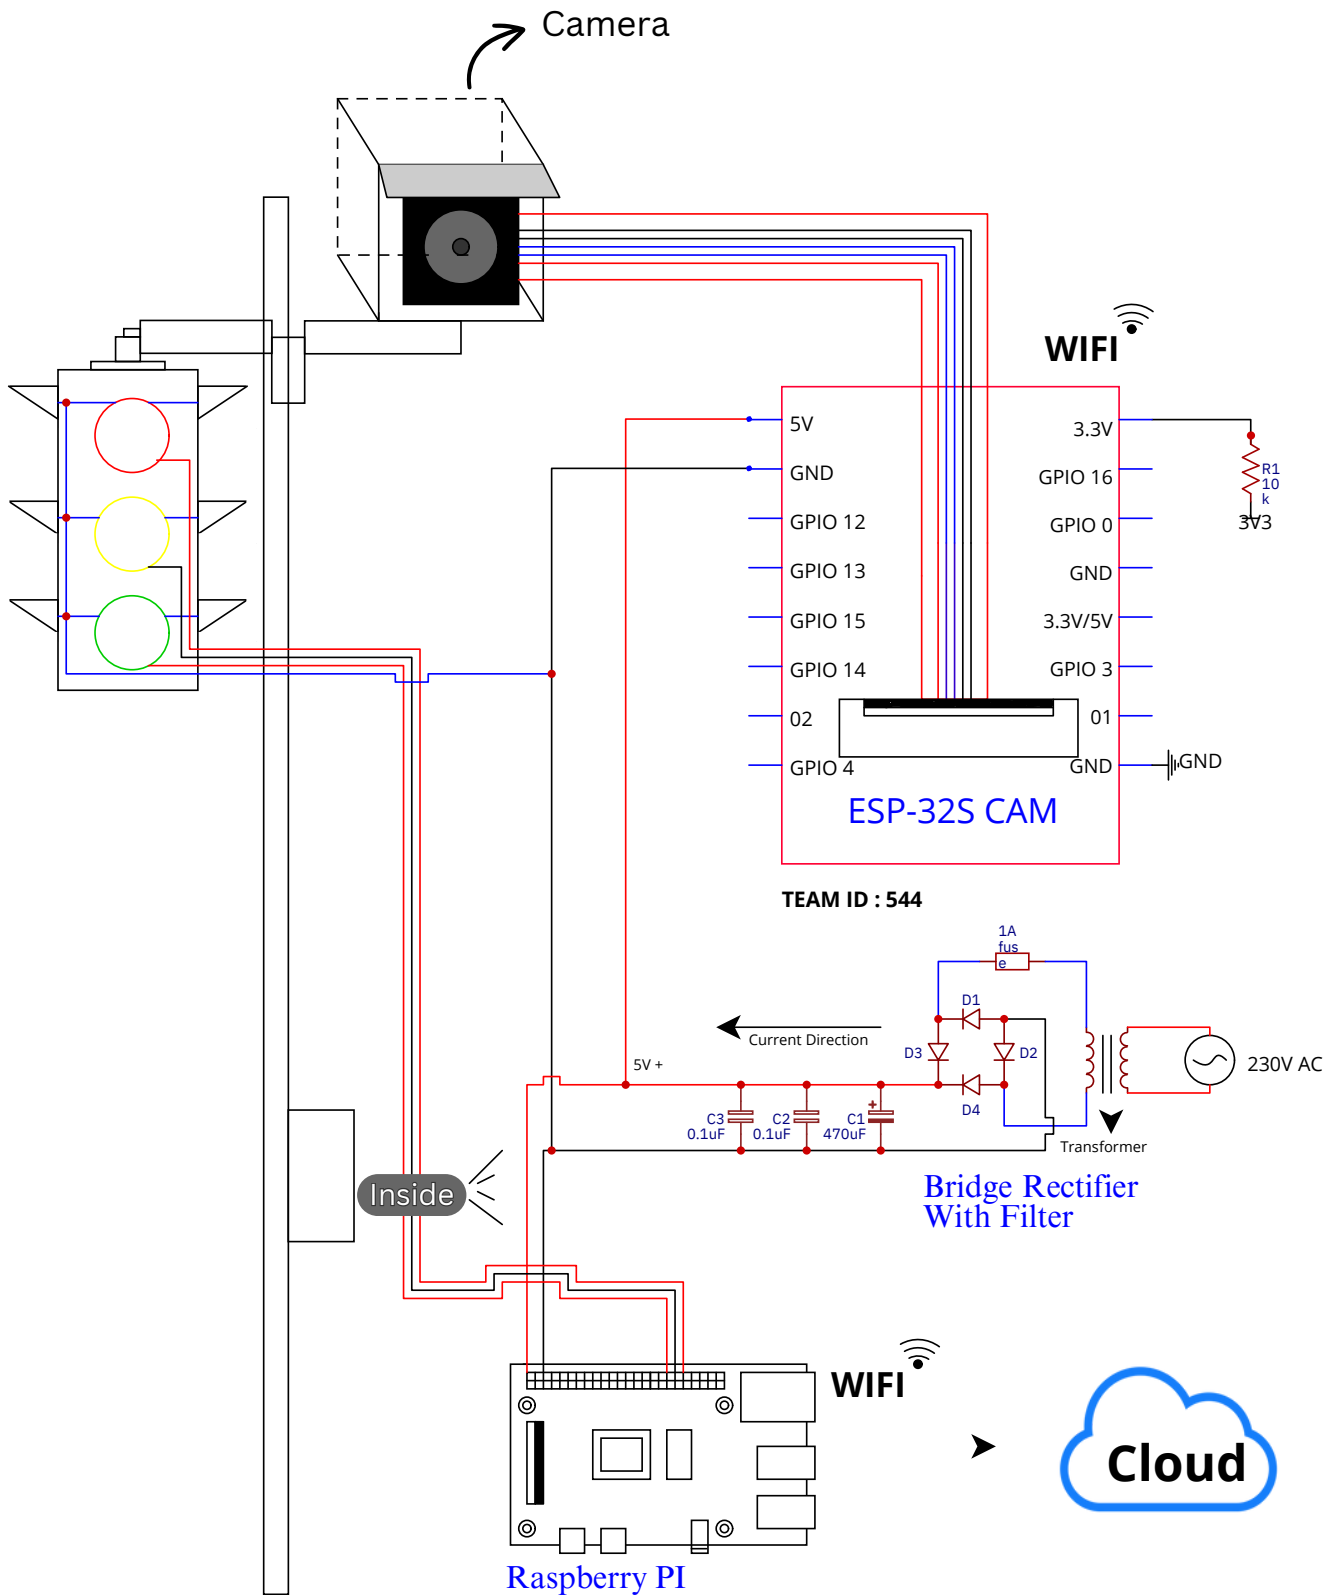 Camera
WIFI
5V
GND
GPIO 12
GPIO 13
GPIO 15
GPIO 14
02
GPIO 4
3.3V
GPIO 16
GPIO 0
GND
3.3V/5V
GPIO 3
01
GND
R1
10
k
3V3
GND
ESP-32S CAM
TEAM ID : 544
1A
fus
e
D1
D3
D2
D4
Current Direction
5V +
C3
0.1uF
C2
0.1uF
C1
470uF
230V AC
Transformer
Bridge Rectifier
With Filter
Inside
WIFI
Cloud
Raspberry PI